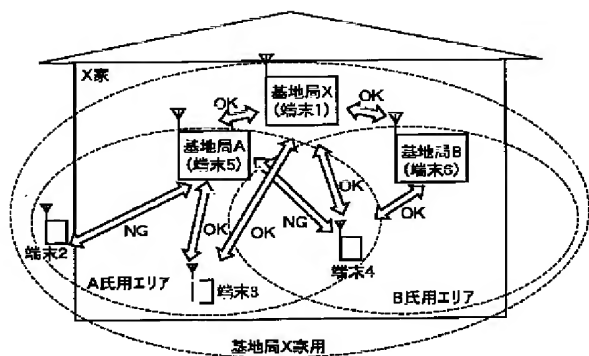 X家
OK
基地局X
(端末1)
OK
基地局A
(端末5)
基地局B
(端末6)
NG
OK
OK
NG
OK
OK
端末2
端末3
端末4
A氏用エリア
B氏用エリア
基地局X家用